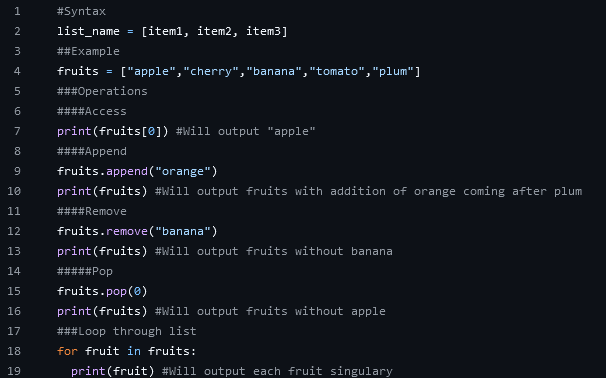 1 #Syntax
2 list_name = [item1, item2, item3]
3 ##Example
4 fruits = ["apple","cherry","banana","tomato","plum"]
5 ###Operations
6 ####Access
7 print(fruits[0]) #Will output "apple"
8 ####Append
9 fruits.append("orange")
10 print(fruits) #Will output fruits with addition of orange coming after plum
11 ####Remove
12 fruits.remove("banana")
13 print(fruits) #Will output fruits without banana
14 #####Pop
15 fruits.pop(0)
16 print(fruits) #Will output fruits without apple
17 ###Loop through list
18 for fruit in fruits:
19   print(fruit) #Will output each fruit singulary